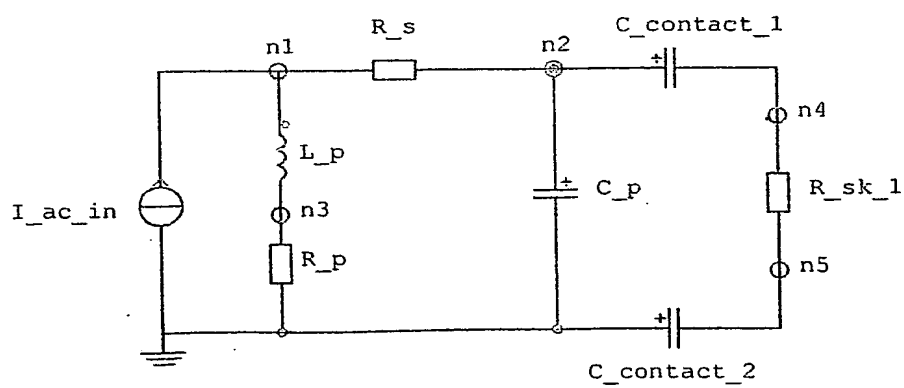 C_contact_1
R_s
n1
n2
n4
L_p
C_p
R_sk_1
I_ac_in
n3
R_p
n5
C_contact_2